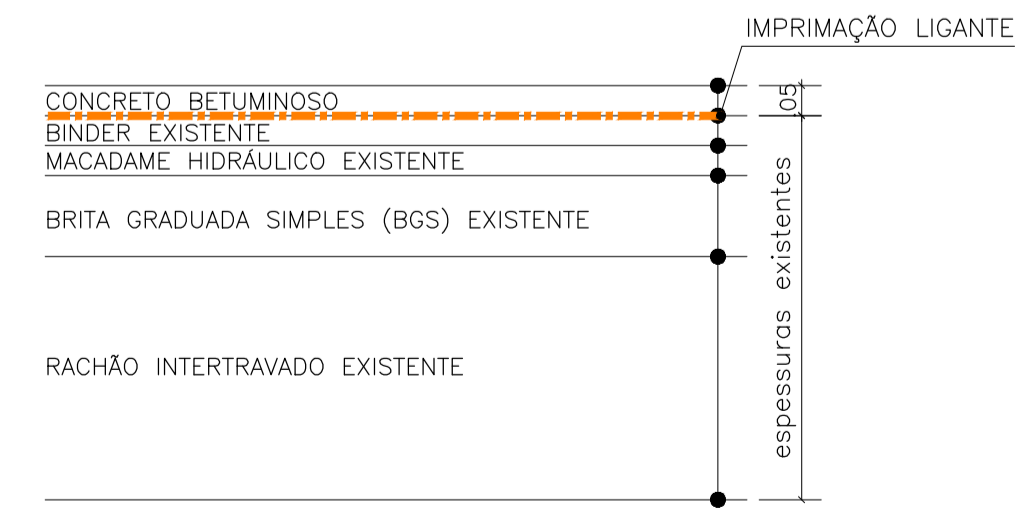 IMPRIMAÇÃO LIGANTE
CONCRETO BETUMINOSO
05
BINDER EXISTENTE
MACADAME HIDRÁULICO EXISTENTE
BRITA GRADUADA SIMPLES (BGS) EXISTENTE
espessuras existentes
RACHÃO INTERTRAVADO EXISTENTE